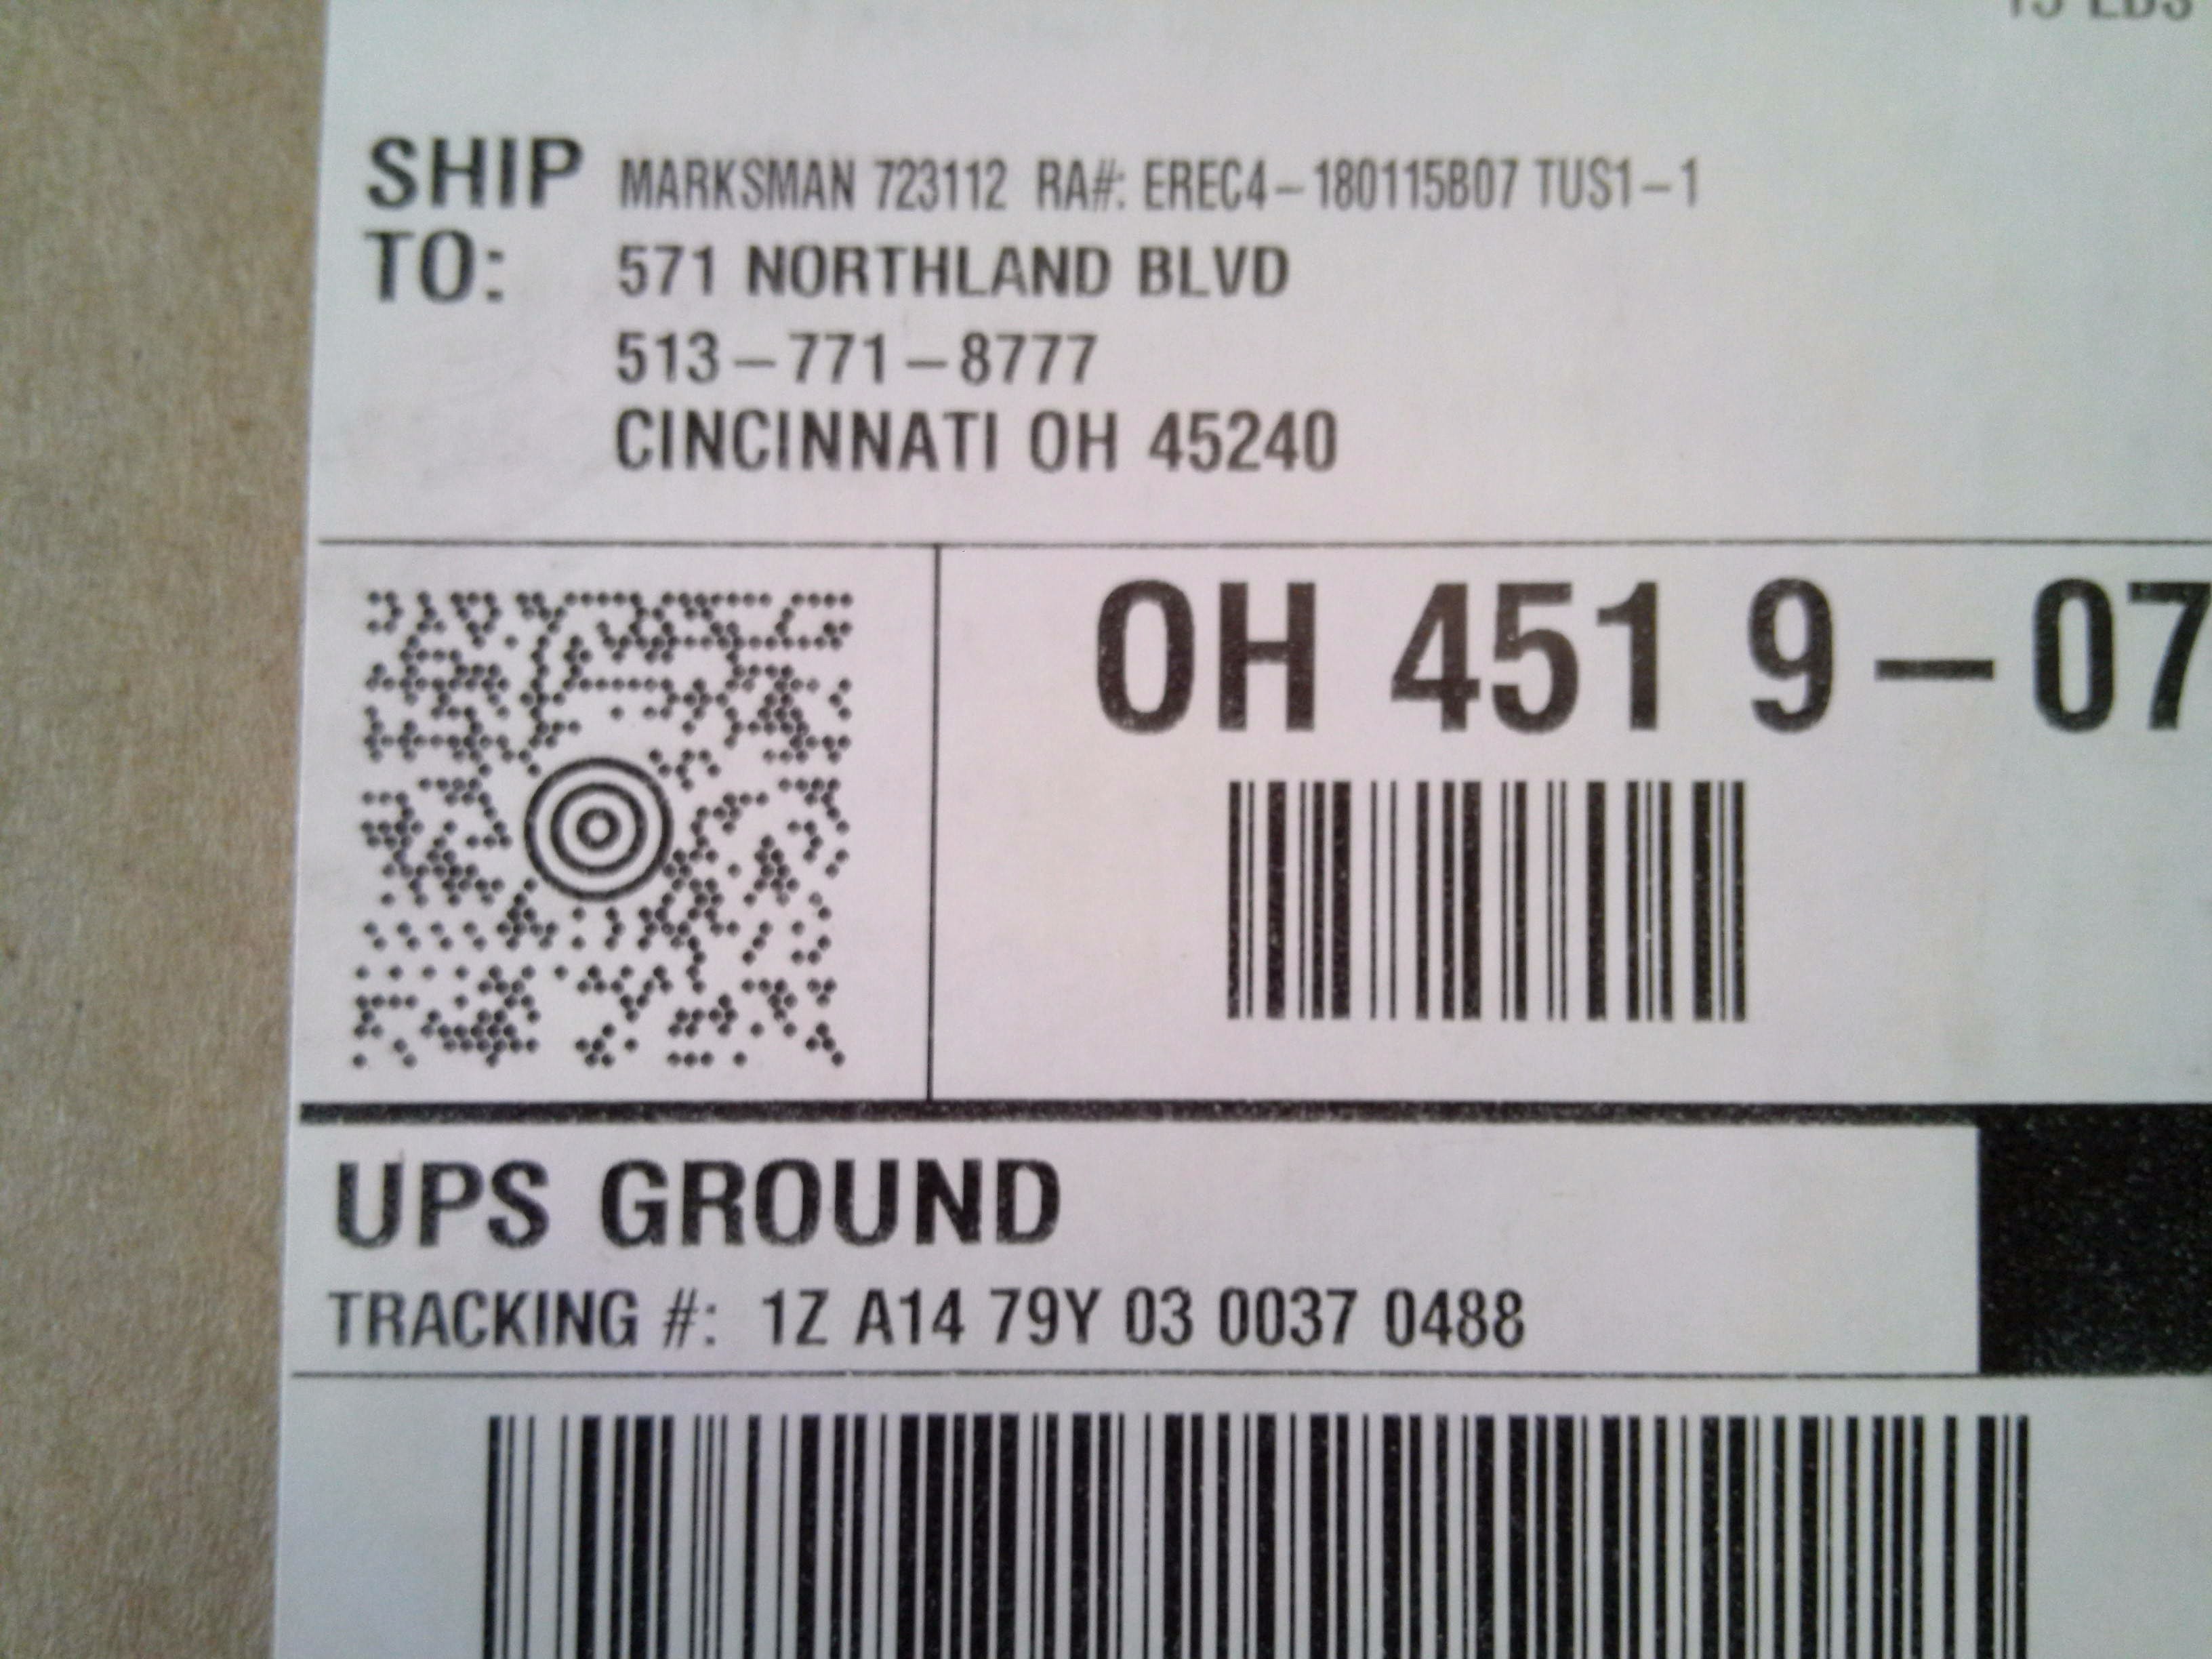 SHIP TO:
MARKSMAN 723112 RA#: EREC4-180115B07 TUS1-1
571 NORTHLAND BLVD
513-771-8777
CINCINNATI OH 45240
OH 451 9-07
UPS GROUND
TRACKING #: 1Z A14 79Y 03 0037 0488